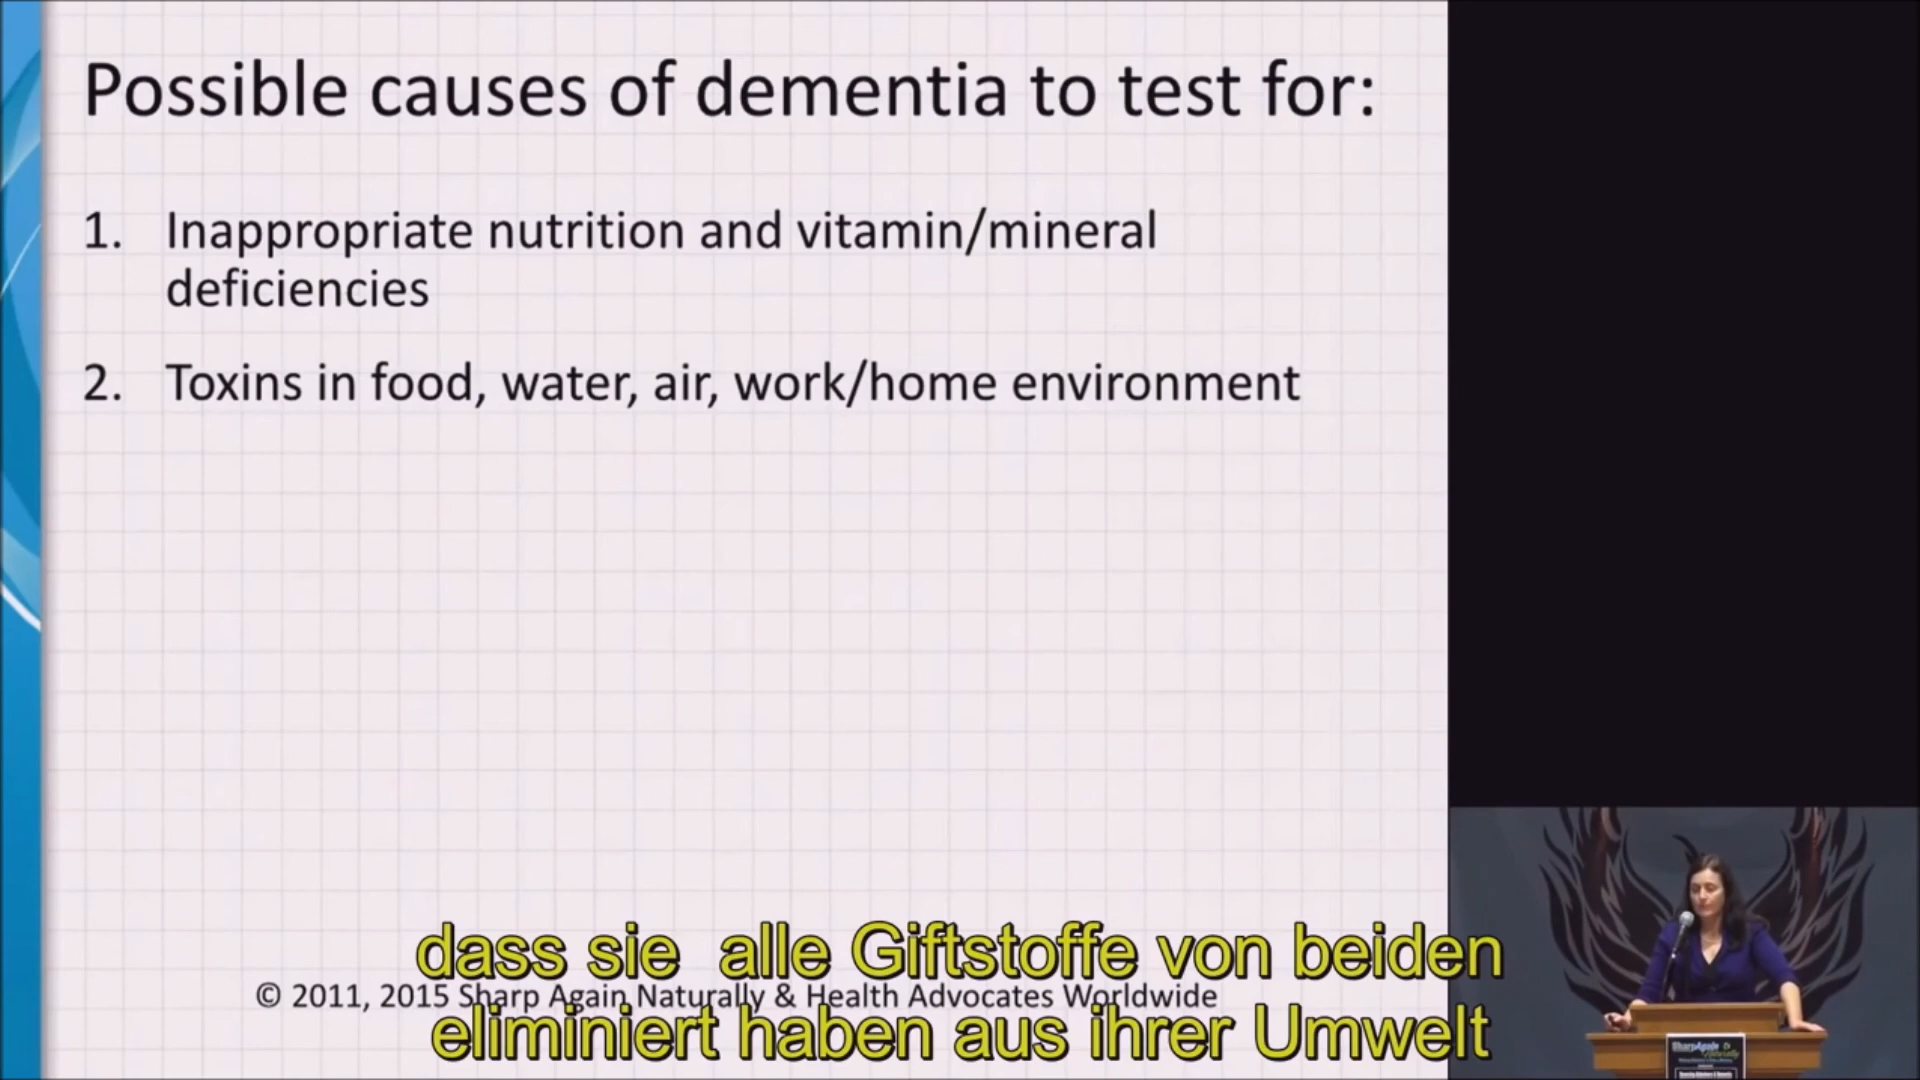 Possible causes of dementia to test for:
1. Inappropriate nutrition and vitamin/mineral
deficiencies
2. Toxins in food, water, air, work/home environment
dass sie alle Giftstoffe von beiden
© 2011, 2015 Sharp Again Naturally & Health Advocates Worldwide
eliminiert haben aus ihrer Umwelt
SharpAgain
Naturally